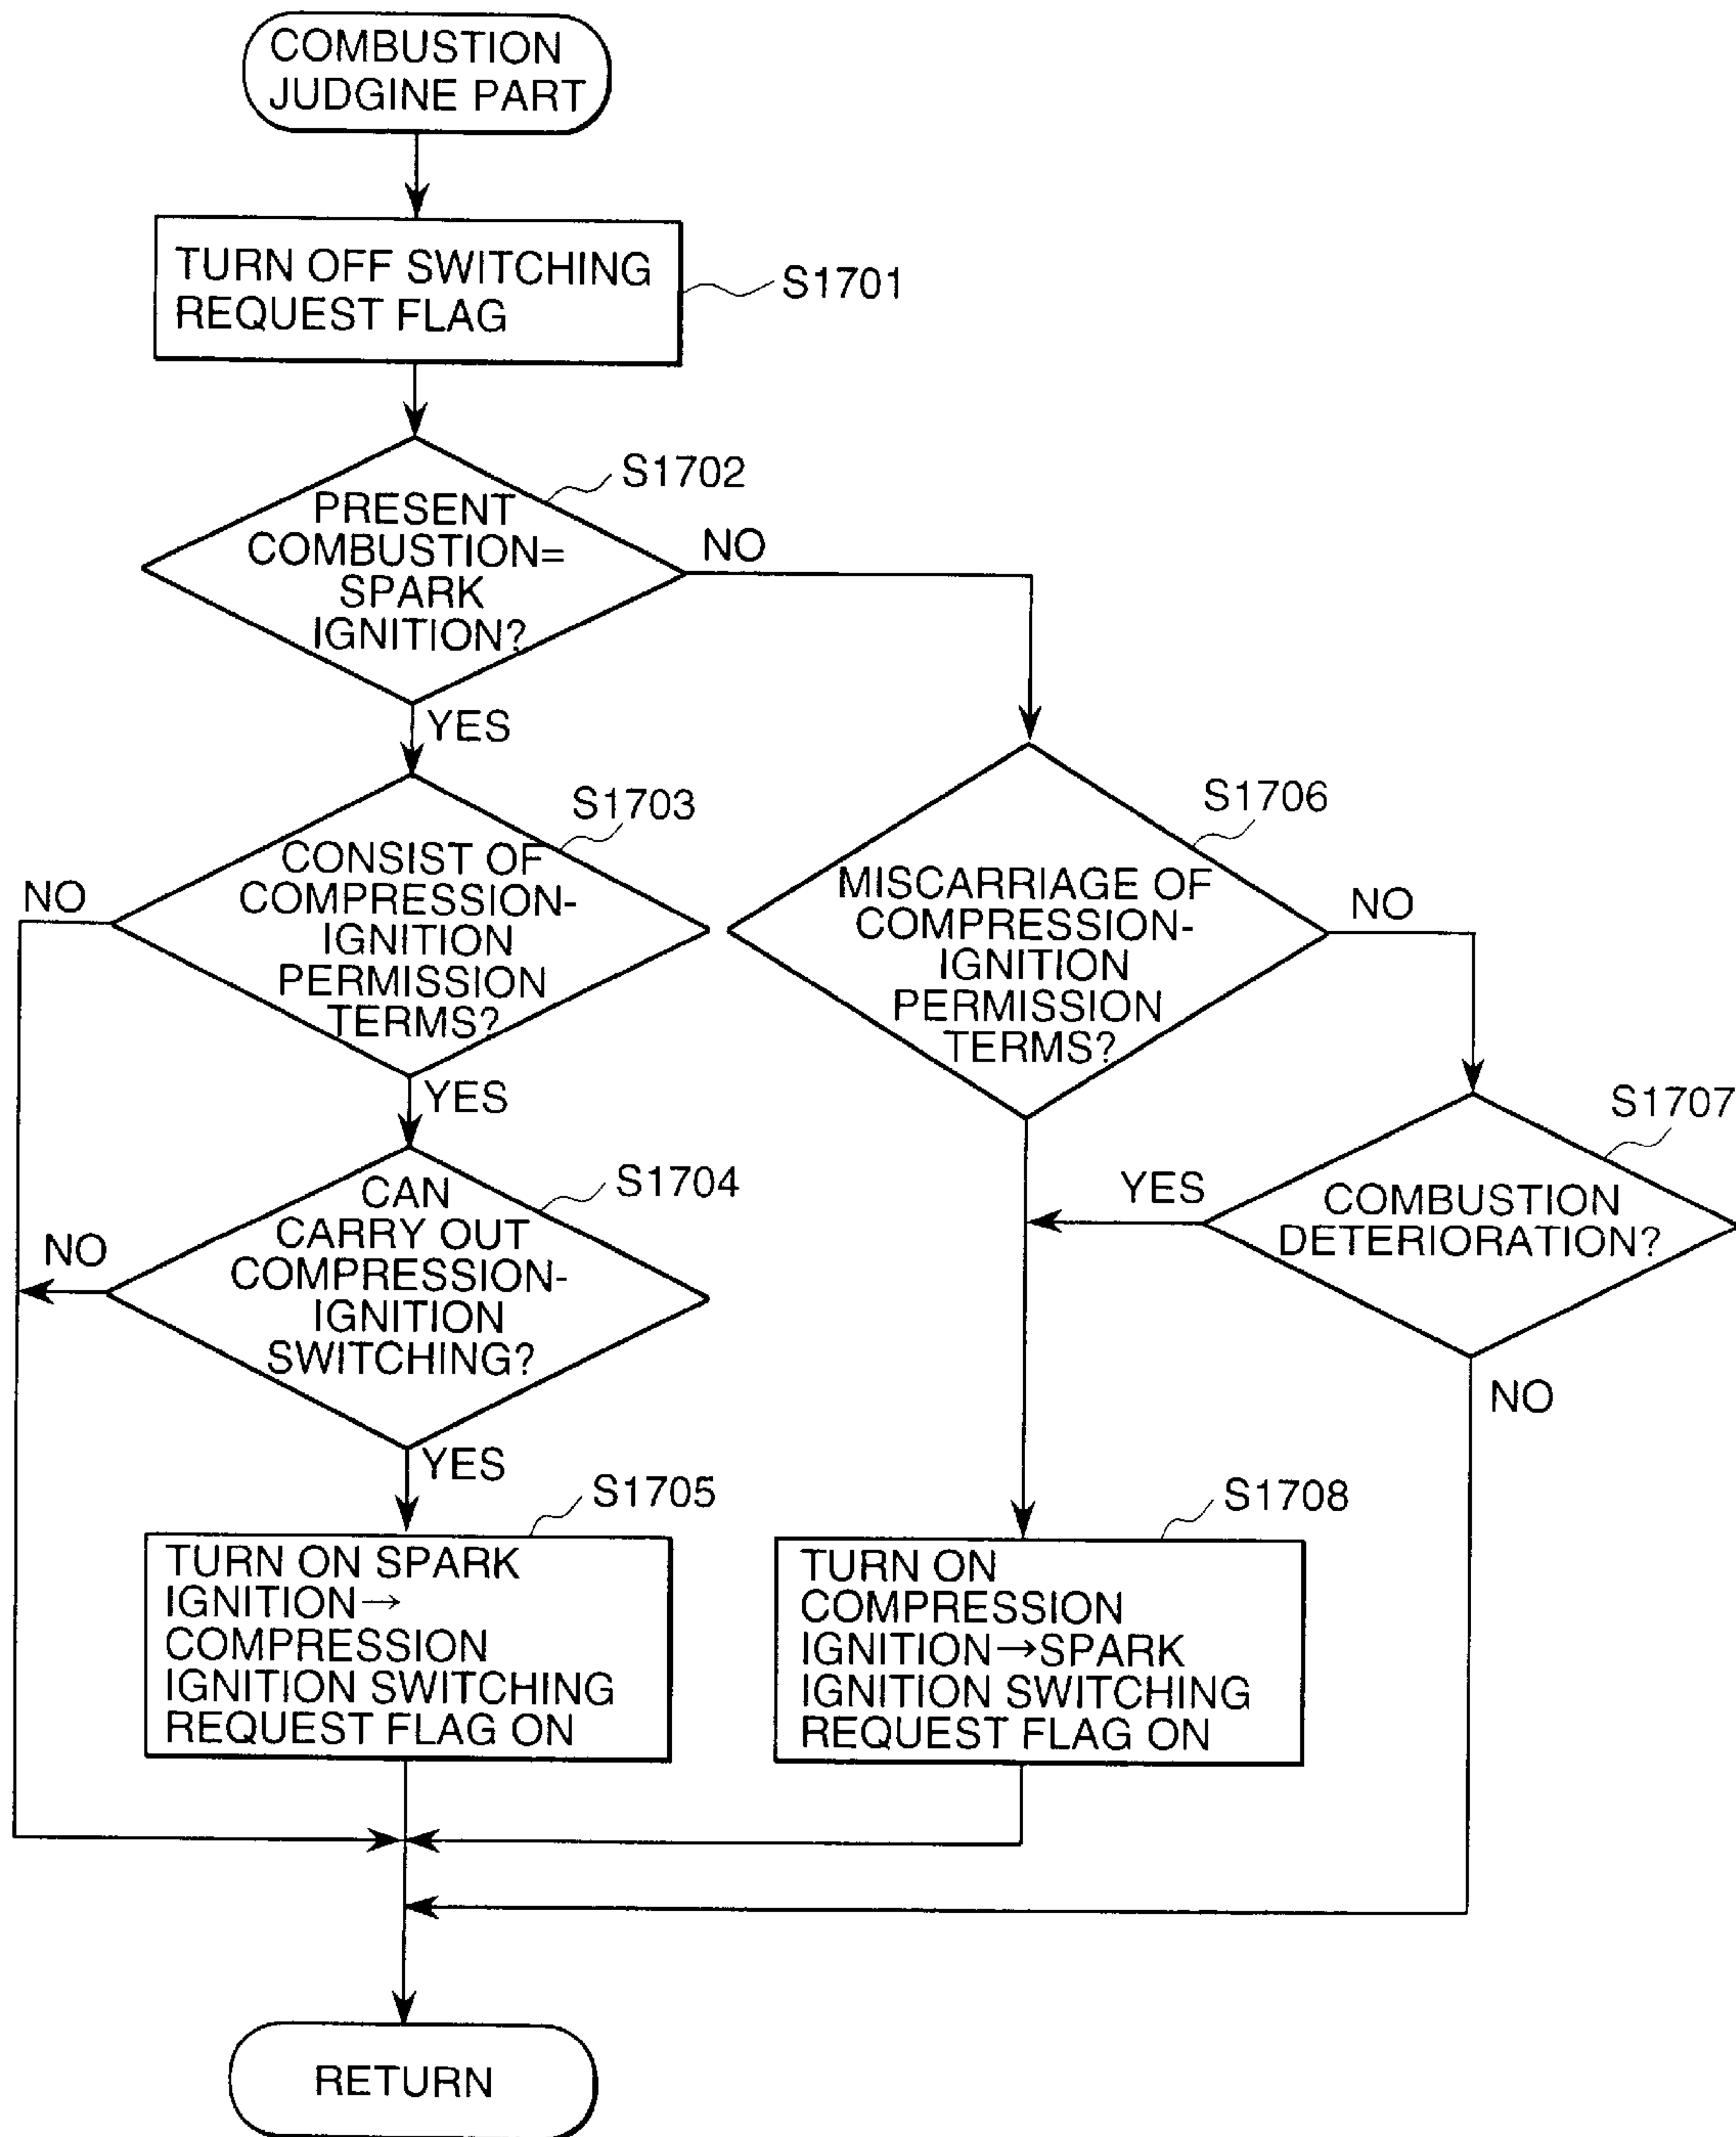 COMBUSTION
JUDGINE PART
TURN OFF SWITCHING
REQUEST FLAG
S1701
S1702
PRESENT
COMBUSTION=
SPARK
IGNITION?
NO
YES
S1703
CONSIST OF
COMPRESSION-
IGNITION
PERMISSION
TERMS?
NO
YES
S1704
CAN
CARRY OUT
COMPRESSION-
IGNITION
SWITCHING?
NO
YES
S1705
TURN ON SPARK
IGNITION→
COMPRESSION
IGNITION SWITCHING
REQUEST FLAG ON
S1706
MISCARRIAGE OF
COMPRESSION-
IGNITION
PERMISSION
TERMS?
NO
S1707
COMBUSTION
DETERIORATION?
YES
NO
S1708
TURN ON
COMPRESSION
IGNITION→SPARK
IGNITION SWITCHING
REQUEST FLAG ON
RETURN